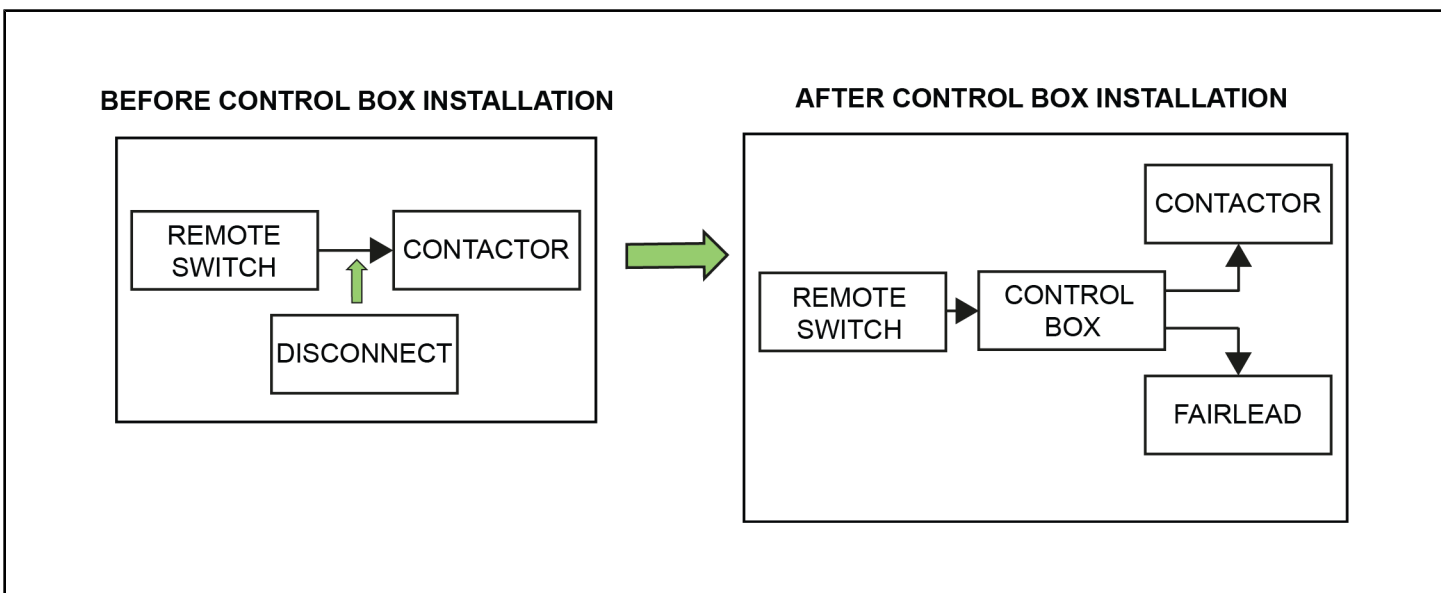 BEFORE CONTROL BOX INSTALLATION
REMOTE
SWITCH
CONTACTOR
DISCONNECT
AFTER CONTROL BOX INSTALLATION
REMOTE
SWITCH
CONTROL
BOX
CONTACTOR
FAIRLEAD